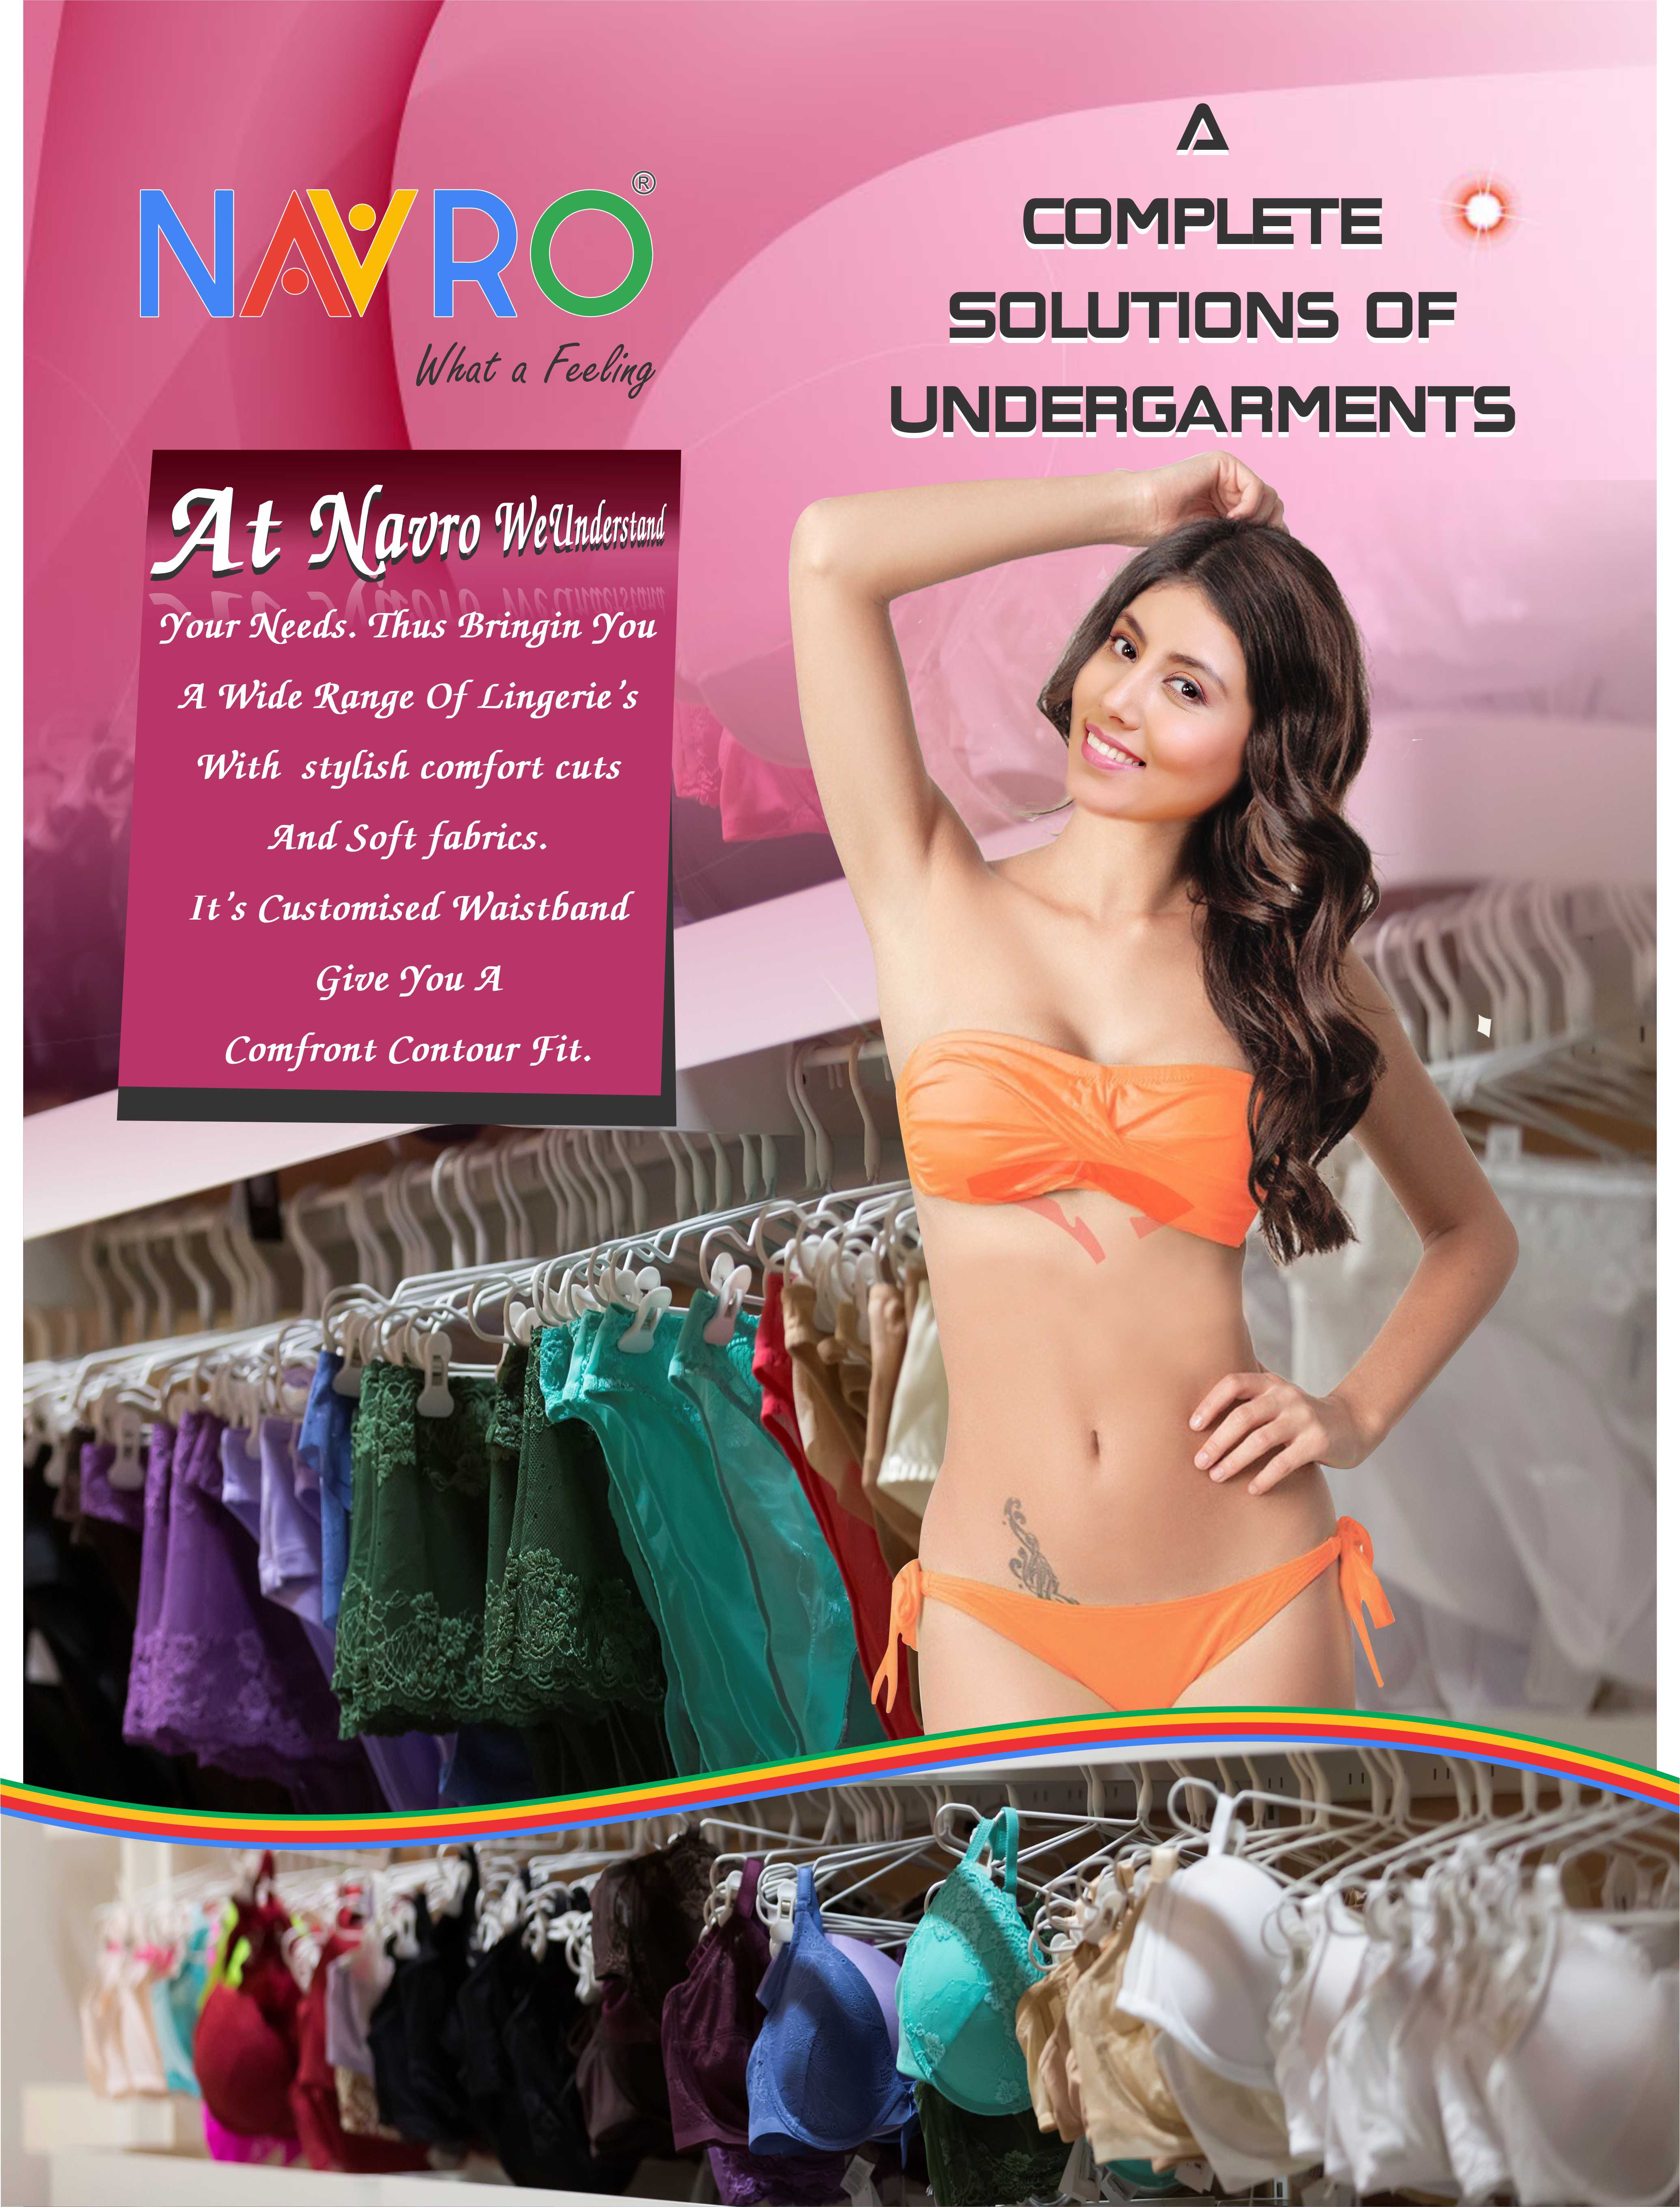 NAVRO®
What a Feeling
A
COMPLETE
SOLUTIONS OF
UNDERGARMENTS
At Navro WeUnderstand
Your Needs. Thus Bringin You
A Wide Range Of Lingerie's
With stylish comfort cuts
And Soft fabrics.
It's Customised Waistband
Give You A
Comfront Contour Fit.